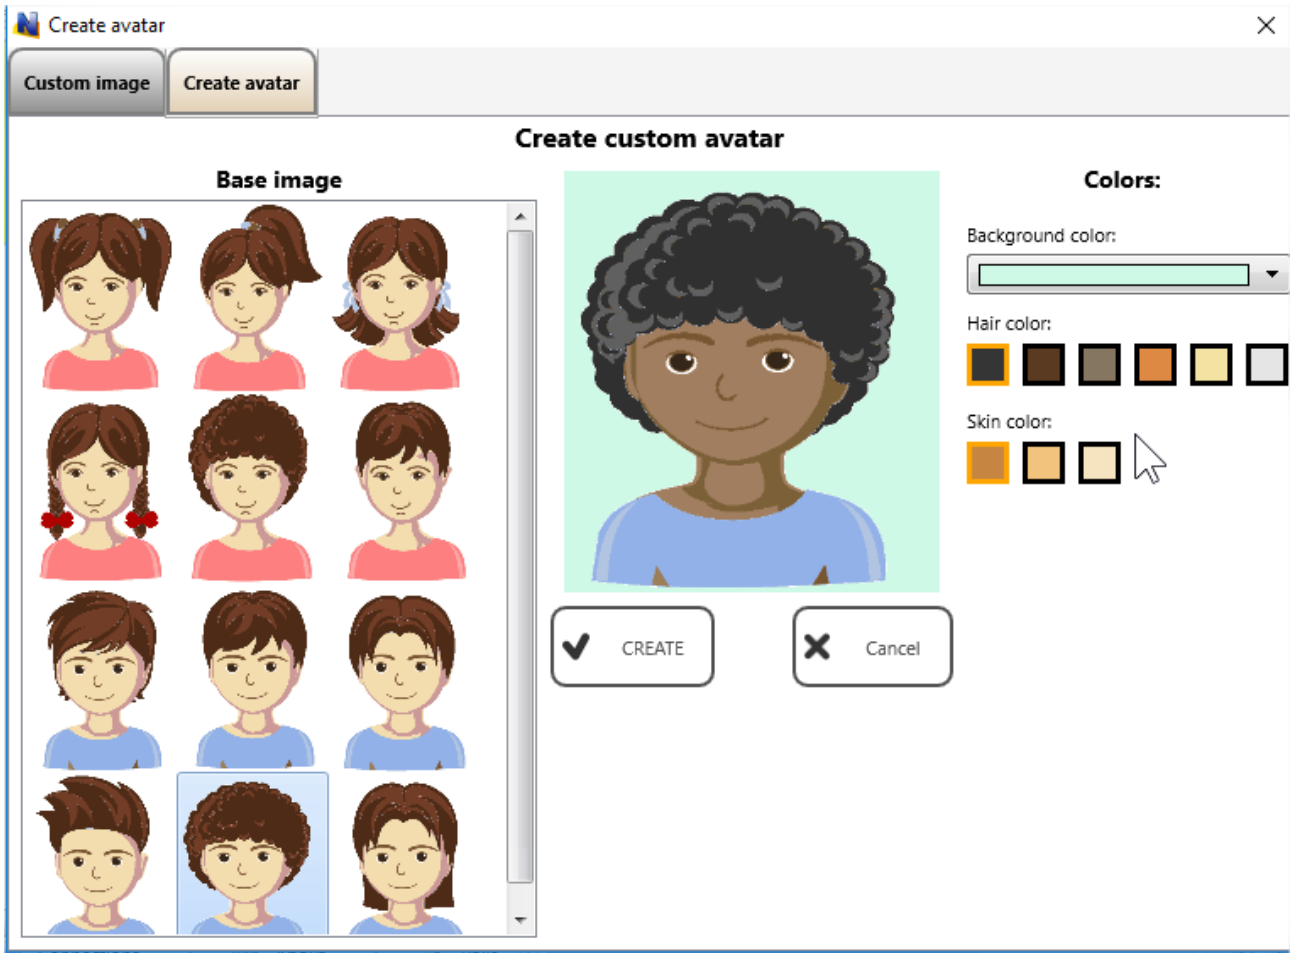 Create avatar
Custom image
Create avatar
Create custom avatar
Base image
Colors:
Background color:
Hair color:
Skin color:
CREATE
Cancel